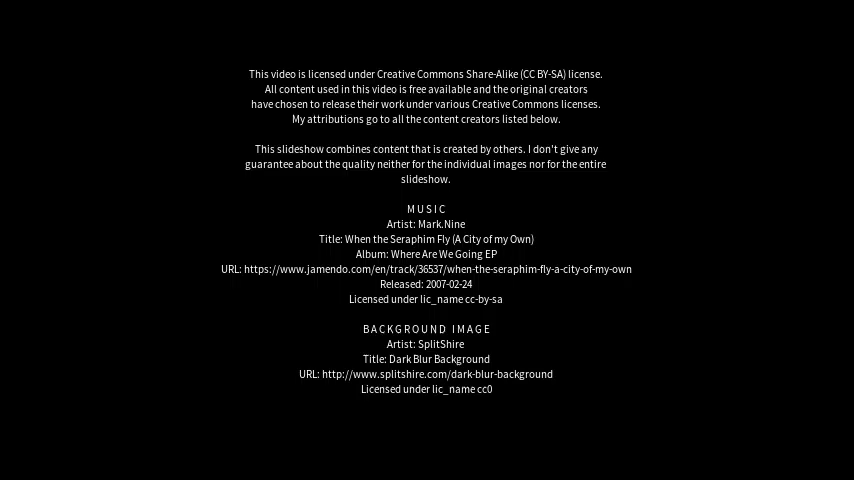 This video is licensed under Creative Commons Share-Alike (CC BY-SA) license.
All content used in this video is free available and the original creators
have chosen to release their work under various Creative Commons licenses.
My attributions go to all the content creators listed below.
This slideshow combines content that is created by others. I don't give any
guarantee about the quality neither for the individual images nor for the entire
slideshow.
MUSIC
Artist: Mark.Nine
Title: When the Seraphim Fly (A City of my Own)
Album: Where Are We Going EP
URL: https://www.jamendo.com/en/track/36537/when-the-seraphim-fly-a-city-of-my-own
Released: 2007-02-24
Licensed under lic_name cc-by-sa
BACKGROUND IMAGE
Artist: SplitShire
Title: Dark Blur Background
URL: http://www.splitshire.com/dark-blur-background
Licensed under lic_name cc0